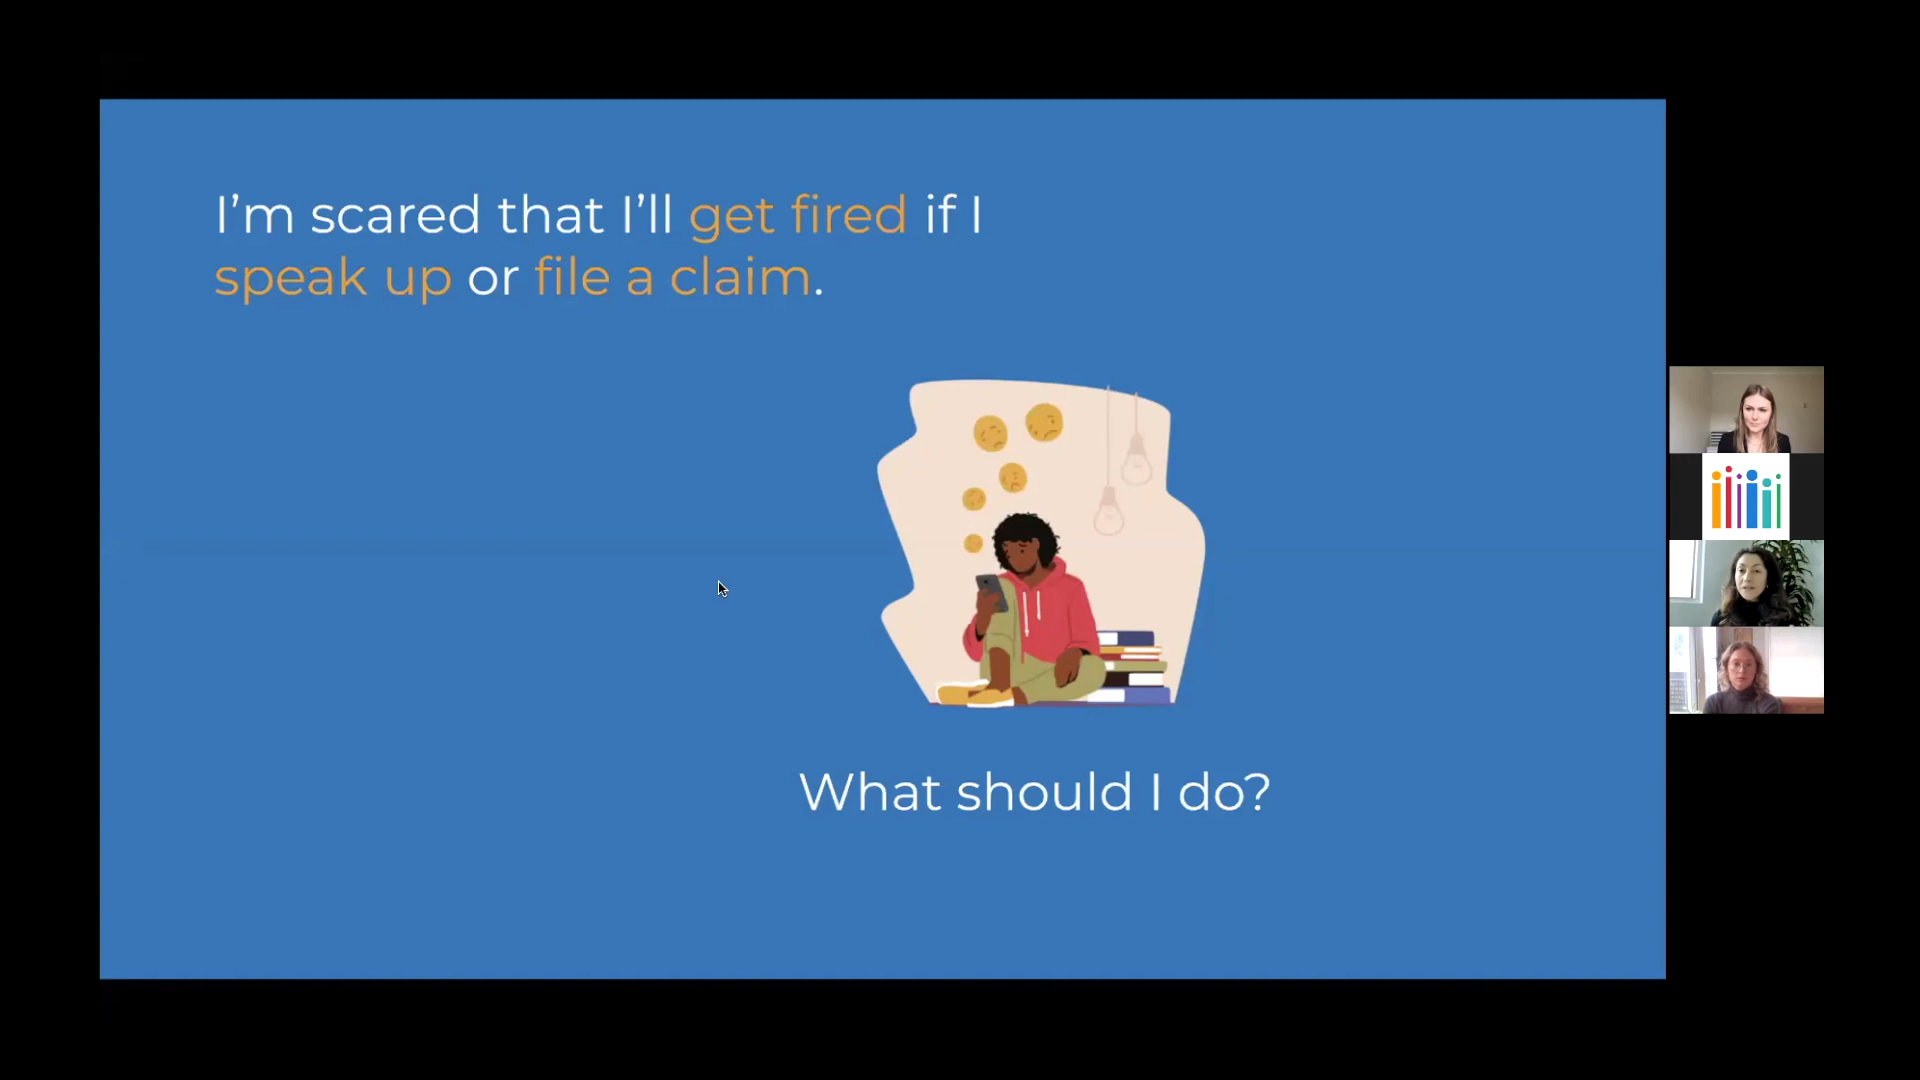 I’m scared that I’ll get fired if I
speak up or file a claim.
What should I do?